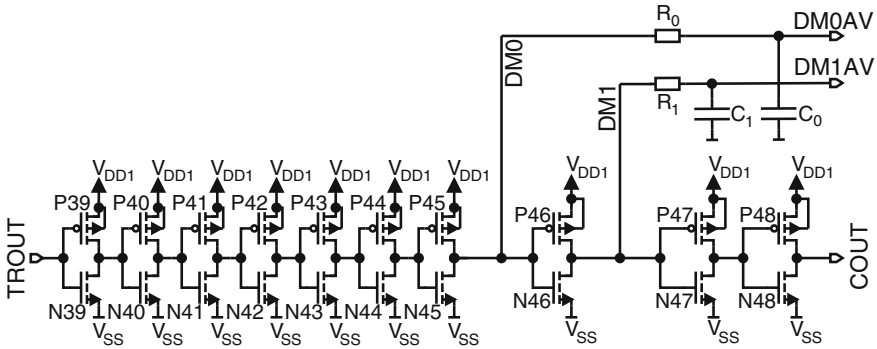 R0 DM0AV
DM0 DM1AV
DM1 R1 C1 C0
VDD1 VDD1 VDD1 VDD1 VDD1 VDD1 VDD1 VDD1 VDD1 VDD1
P39 P40 P41 P42 P43 P44 P45 P46 P47 P48
TROUT COUT
N39 N40 N41 N42 N43 N44 N45 N46 N47 N48
VSS VSS VSS VSS VSS VSS VSS VSS VSS VSS